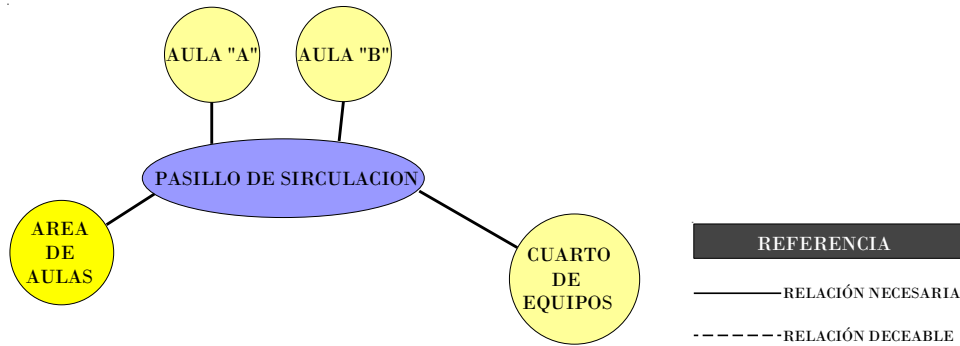 AULA "A"
AULA "B"
PASILLO DE SIRCULACION
AREA
DE
AULAS
CUARTO
DE
EQUIPOS
REFERENCIA
RELACIÓN NECESARIA
RELACIÓN DECEABLE